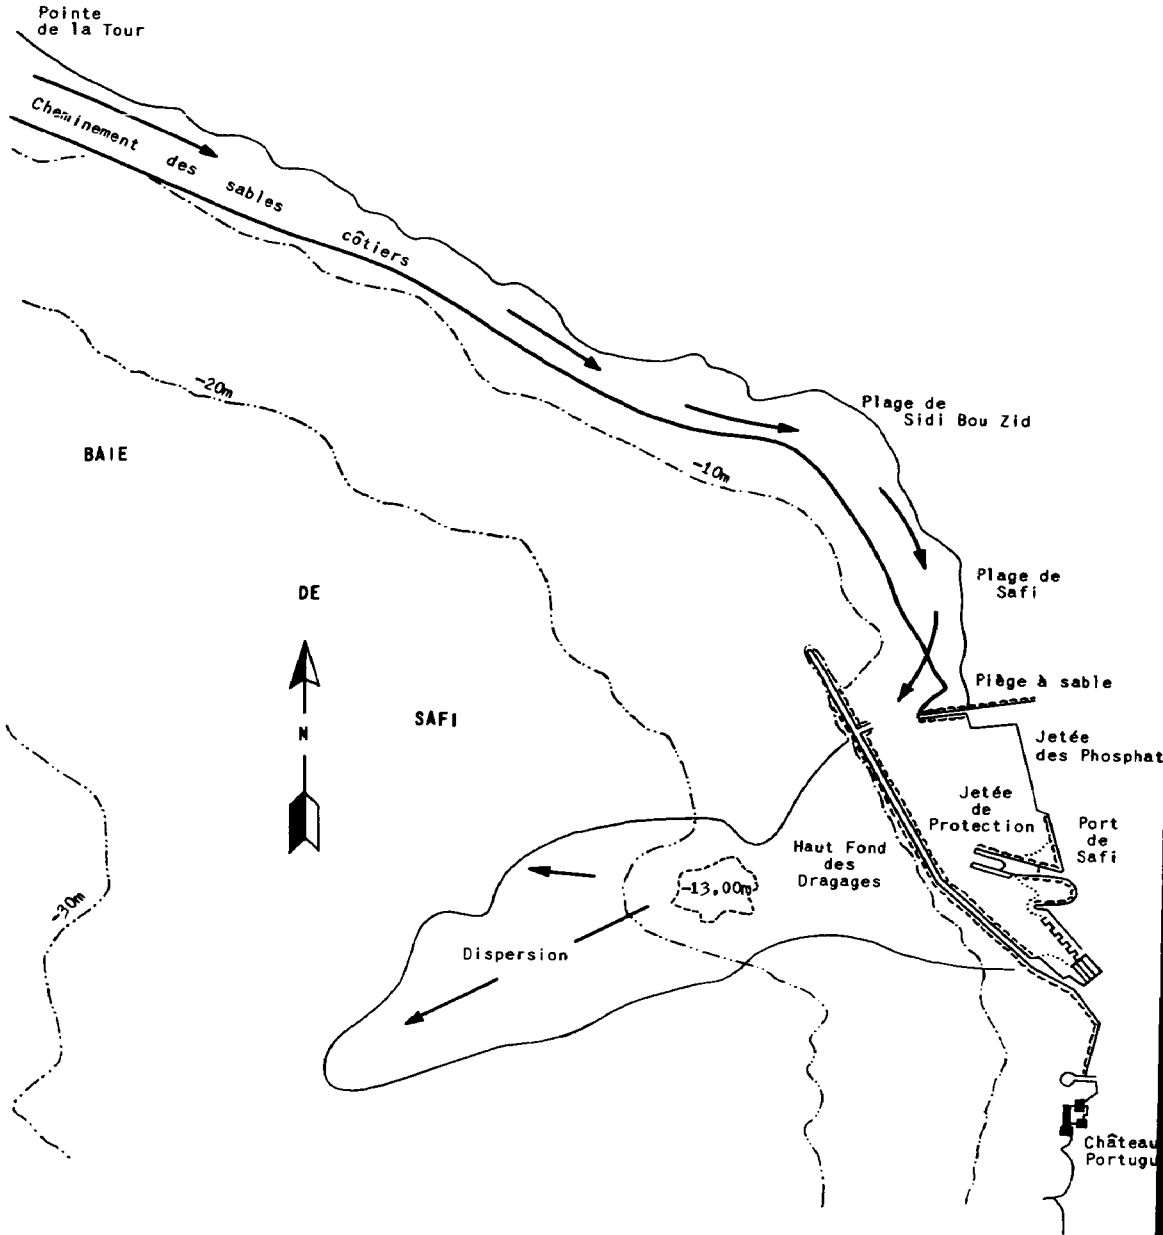 Pointe
de la Tour
Cheminement des sables côtiers
-20m
Plage de
Sidi Bou Zid
BAIE
-10m
Plage de
Safi
DE
Piège à sable
SAFI
N
Jetée
des Phosphat
Jetée
de
Protection
Port
de
Safi
Haut Fond
des
Dragages
-13,00m
-30m
Dispersion
Château
Portugu